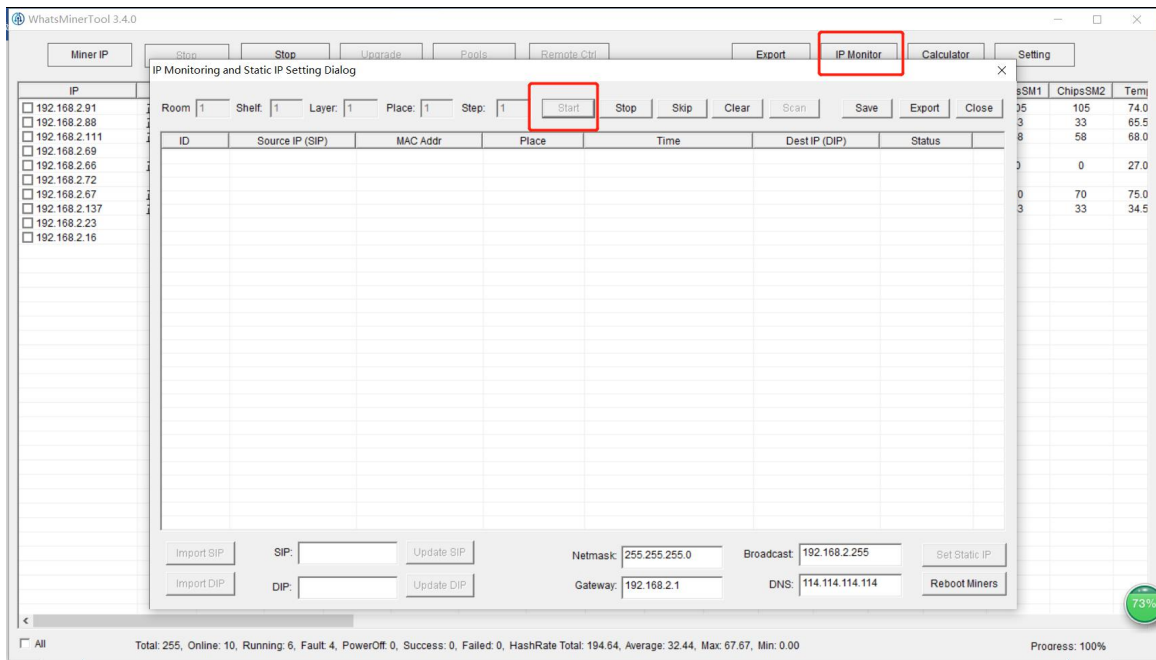 WhatsMinerTool 3.4.0
Miner IP Stop Stop Upgrade Pools Remote Ctrl Export IP Monitor Calculator Setting
IP Monitoring and Static IP Setting Dialog
IP ChipsSM2
Room 1 Shelf: 1 Layer: 1 Place: 1 Step: 1 Start Stop Skip Clear Scan Save Export Close
ID Source IP (SIP) MAC Addr Place Time Dest IP (DIP) Status
192.168.2.91 105 74.0
192.168.2.88 33 65.5
192.168.2.111 58 68.0
192.168.2.69
192.168.2.66 0 27.0
192.168.2.72
192.168.2.67 70 75.0
192.168.2.137 33 34.5
192.168.2.23
192.168.2.16
Import SIP SIP: Update SIP Netmask: 255.255.255.0 Broadcast: 192.168.2.255 Set Static IP
Import DIP DIP: Update DIP Gateway: 192.168.2.1 DNS: 114.114.114.114 Reboot Miners
73%
All Total: 255, Online: 10, Running: 6, Fault: 4, PowerOff: 0, Success: 0, Failed: 0, HashRate Total: 194.64, Average: 32.44, Max: 67.67, Min: 0.00 Progress: 100%